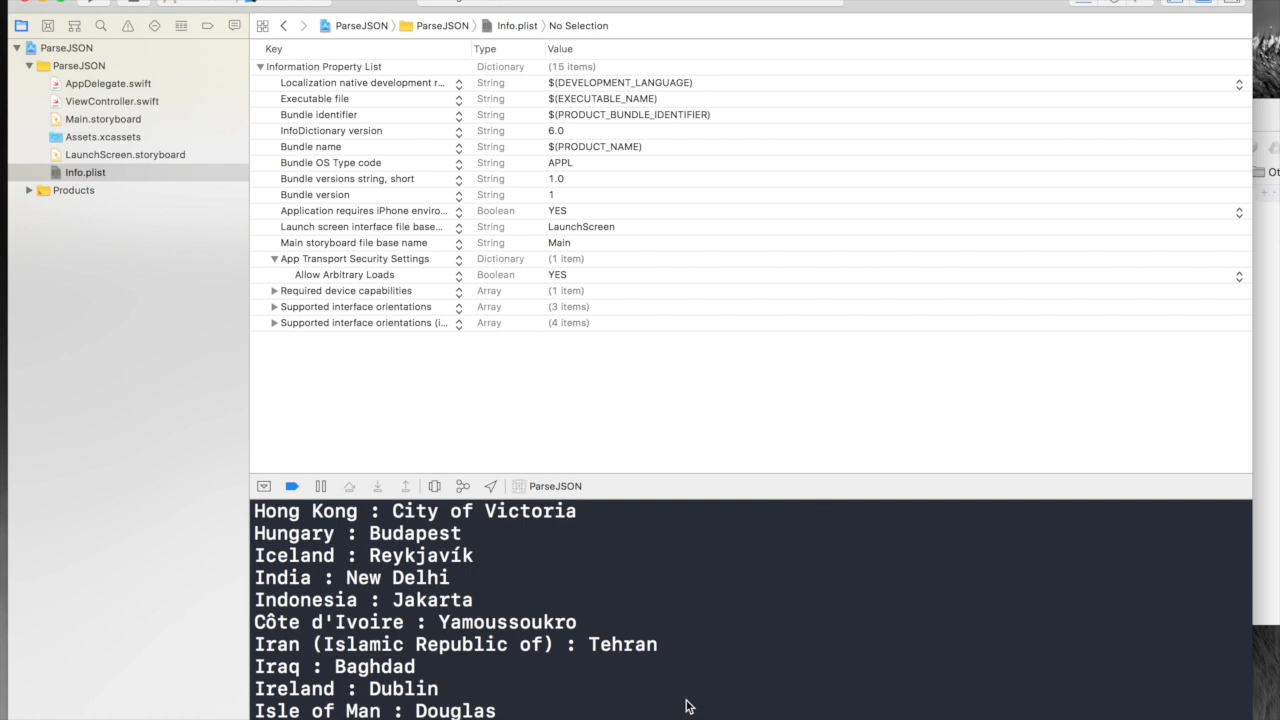 ParseJSON ParseJSON Info.plist No Selection
ParseJSON
ParseJSON
AppDelegate.swift
ViewController.swift
Main.storyboard
Assets.xcassets
LaunchScreen.storyboard
Info.plist
Products
Key Type Value
Information Property List Dictionary (15 items)
Localization native development r... String $(DEVELOPMENT_LANGUAGE)
Executable file String $(EXECUTABLE_NAME)
Bundle identifier String $(PRODUCT_BUNDLE_IDENTIFIER)
InfoDictionary version String 6.0
Bundle name String $(PRODUCT_NAME)
Bundle OS Type code String APPL
Bundle versions string, short String 1.0
Bundle version String 1
Application requires iPhone enviro... Boolean YES
Launch screen interface file base... String LaunchScreen
Main storyboard file base name String Main
App Transport Security Settings Dictionary (1 item)
Allow Arbitrary Loads Boolean YES
Required device capabilities Array (1 item)
Supported interface orientations Array (3 items)
Supported interface orientations (i... Array (4 items)
Ot
ParseJSON
Hong Kong : City of Victoria
Hungary : Budapest
Iceland : Reykjavík
India : New Delhi
Indonesia : Jakarta
Côte d'Ivoire : Yamoussoukro
Iran (Islamic Republic of) : Tehran
Iraq : Baghdad
Ireland : Dublin
Isle of Man : Douglas